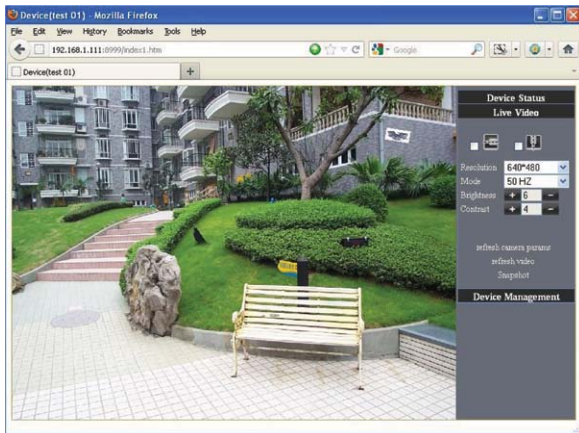 Device(test 01) - Mozilla Firefox
File Edit View History Bookmarks Tools Help
192.168.1.111:8999/index1.htm
Google
Device(test 01)
Device Status
Live Video
Resolution 640*480
Mode 50 HZ
Brightness + 6 -
Contrast + 4 -
refresh camera params
refresh video
Snapshot
Device Management